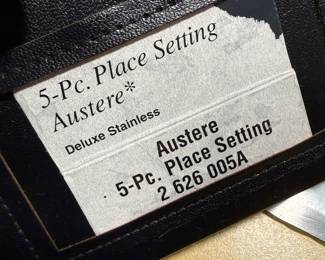 5-Pc. Place Setting
Austere*
Deluxe Stainless
Austere
5-Pc. Place Setting
2 626 005A